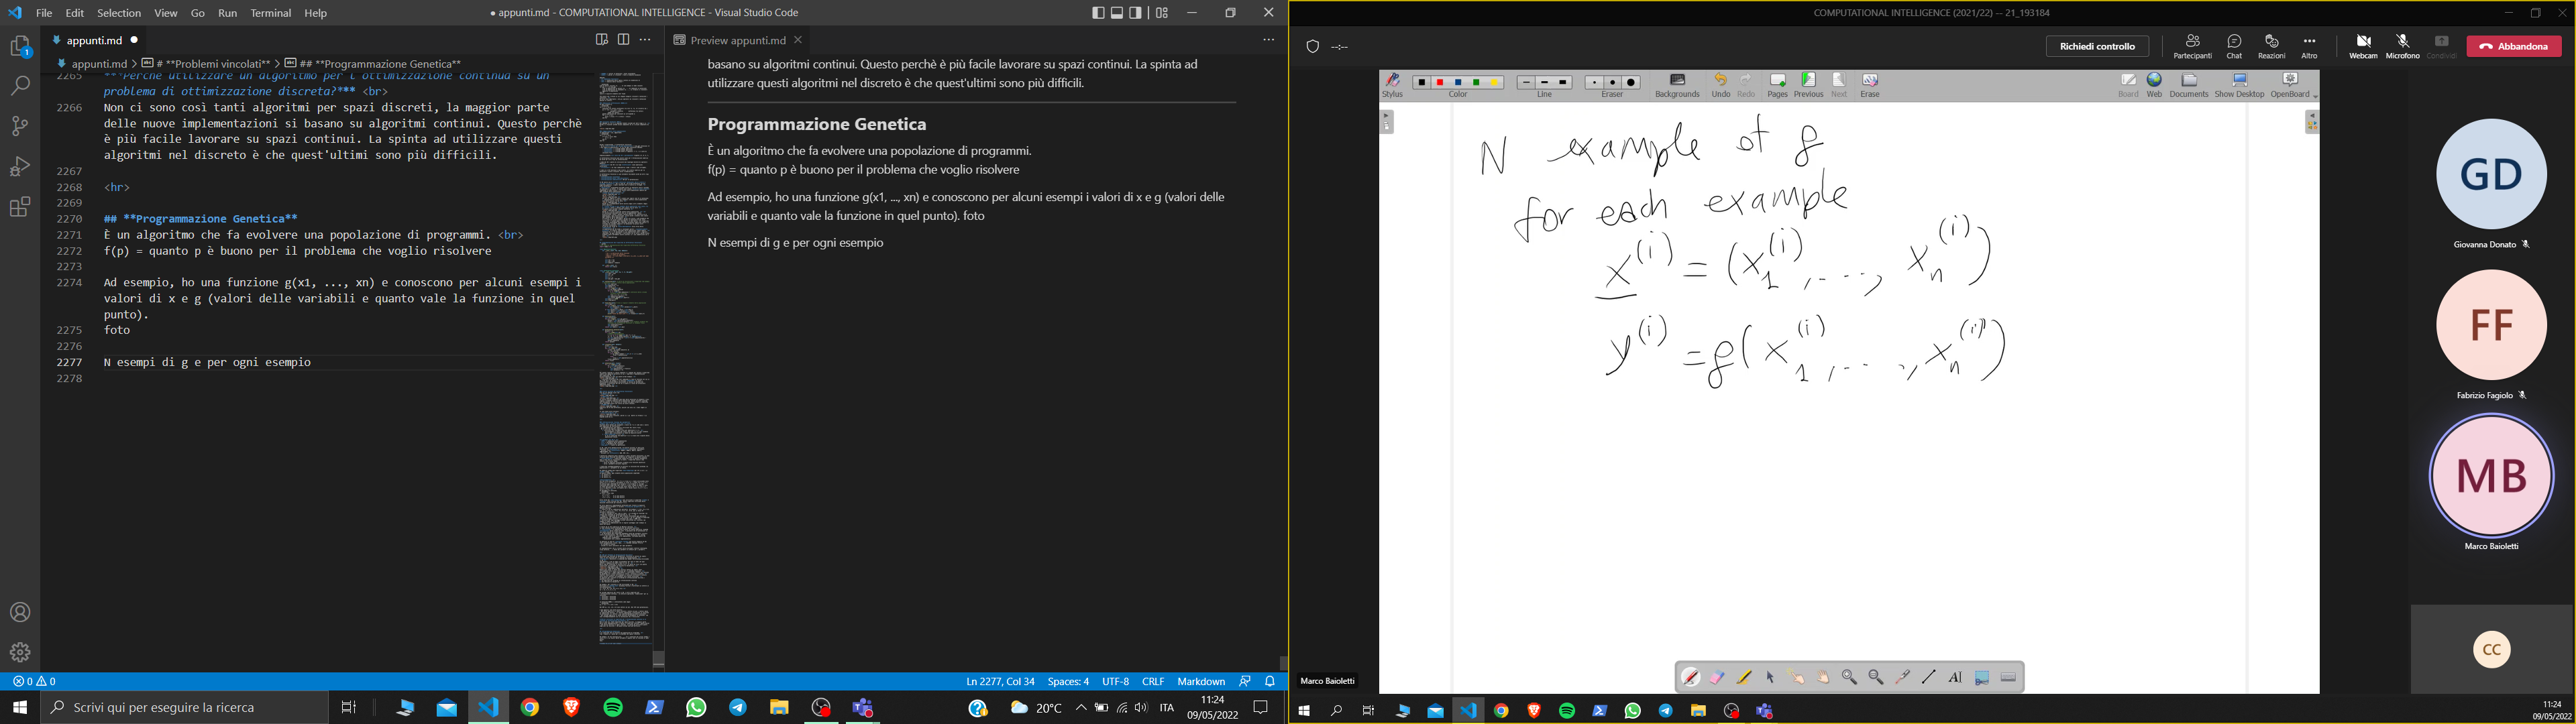 File Edit Selection View Go Run Terminal Help
● appunti.md - COMPUTATIONAL INTELLIGENCE - Visual Studio Code
appunti.md ●
appunti.md > # **Problemi vincolati** > ## **Programmazione Genetica**
2265 ***Perchè utilizzare un algoritmo per l'ottimizzazione continua su un
problema di ottimizzazione discreta?*** <br>
2266 Non ci sono così tanti algoritmi per spazi discreti, la maggior parte
delle nuove implementazioni si basano su algoritmi continui. Questo perchè
è più facile lavorare su spazi continui. La spinta ad utilizzare questi
algoritmi nel discreto è che quest'ultimi sono più difficili.
2267
2268 <hr>
2269
2270 ## **Programmazione Genetica**
2271 È un algoritmo che fa evolvere una popolazione di programmi. <br>
2272 f(p) = quanto p è buono per il problema che voglio risolvere
2273
2274 Ad esempio, ho una funzione g(x1, ..., xn) e conoscono per alcuni esempi i
valori di x e g (valori delle variabili e quanto vale la funzione in quel
punto).
2275 foto
2276
2277 N esempi di g e per ogni esempio
2278
1
0 0
Ln 2277, Col 34 Spaces: 4 UTF-8 CRLF Markdown
Preview appunti.md
basano su algoritmi continui. Questo perchè è più facile lavorare su spazi continui. La spinta ad
utilizzare questi algoritmi nel discreto è che quest'ultimi sono più difficili.
Programmazione Genetica
È un algoritmo che fa evolvere una popolazione di programmi.
f(p) = quanto p è buono per il problema che voglio risolvere
Ad esempio, ho una funzione g(x1, ..., xn) e conoscono per alcuni esempi i valori di x e g (valori delle
variabili e quanto vale la funzione in quel punto). foto
N esempi di g e per ogni esempio
Scrivi qui per eseguire la ricerca
20°C
ITA
11:24
09/05/2022
COMPUTATIONAL INTELLIGENCE (2021/22) -- 21_193184
--:--
Richiedi controllo
Partecipanti Chat Reazioni Altro Webcam Microfono Condividi
Abbandona
Stylus Color Line Eraser Backgrounds Undo Redo Pages Previous Next Erase
Board Web Documents Show Desktop OpenBoard
N example of g
for each example
x^(i) = (x_1^(i), ..., x_n^(i))
y^(i) = g(x_1^(i), ..., x_n^(i))
GD
Giovanna Donato
FF
Fabrizio Fagiolo
MB
Marco Baioletti
CC
Marco Baioletti
11:24
09/05/2022